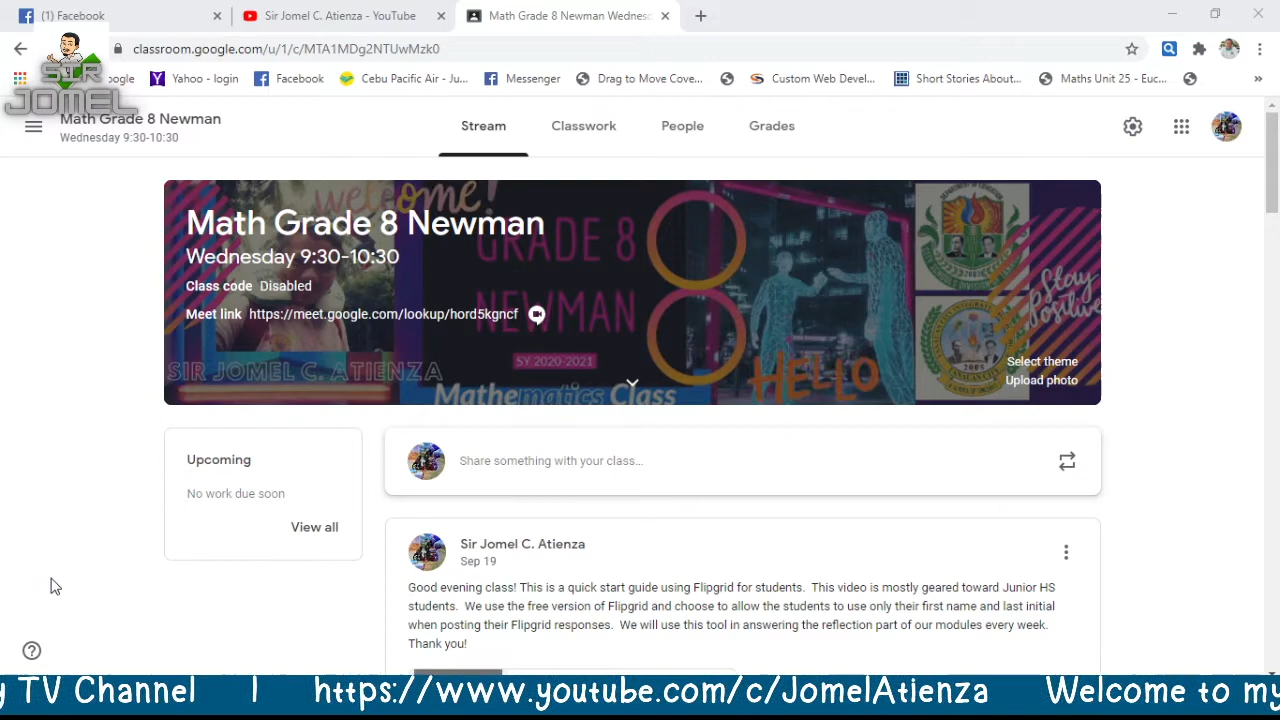 (1) Facebook
Sir Jomel C. Atienza - YouTube
Math Grade 8 Newman Wednesd
classroom.google.com/u/1/c/MTA1MDg2NTUwMzk0
SIR
JOMEL
Yahoo - login
Facebook
Cebu Pacific Air - Ju...
Messenger
Drag to Move Cove...
Custom Web Devel...
Short Stories About...
Maths Unit 25 - Euc...
Math Grade 8 Newman
Wednesday 9:30-10:30
Stream
Classwork
People
Grades
welcome!
Math Grade 8 Newman
Wednesday 9:30-10:30
Class code Disabled
Meet link https://meet.google.com/lookup/hord5kgncf
GRADE 8
NEWMAN
SY 2020-2021
8
SIR JOMEL C. ATIENZA
Mathematics Class
HELLO
Stay
Positive
Select theme
Upload photo
Upcoming
No work due soon
View all
Share something with your class...
Sir Jomel C. Atienza
Sep 19
Good evening class! This is a quick start guide using Flipgrid for students. This video is mostly geared toward Junior HS
students. We use the free version of Flipgrid and choose to allow the students to use only their first name and last initial
when posting their Flipgrid responses. We will use this tool in answering the reflection part of our modules every week.
Thank you!
y TV Channel | https://www.youtube.com/c/JomelAtienza Welcome to my